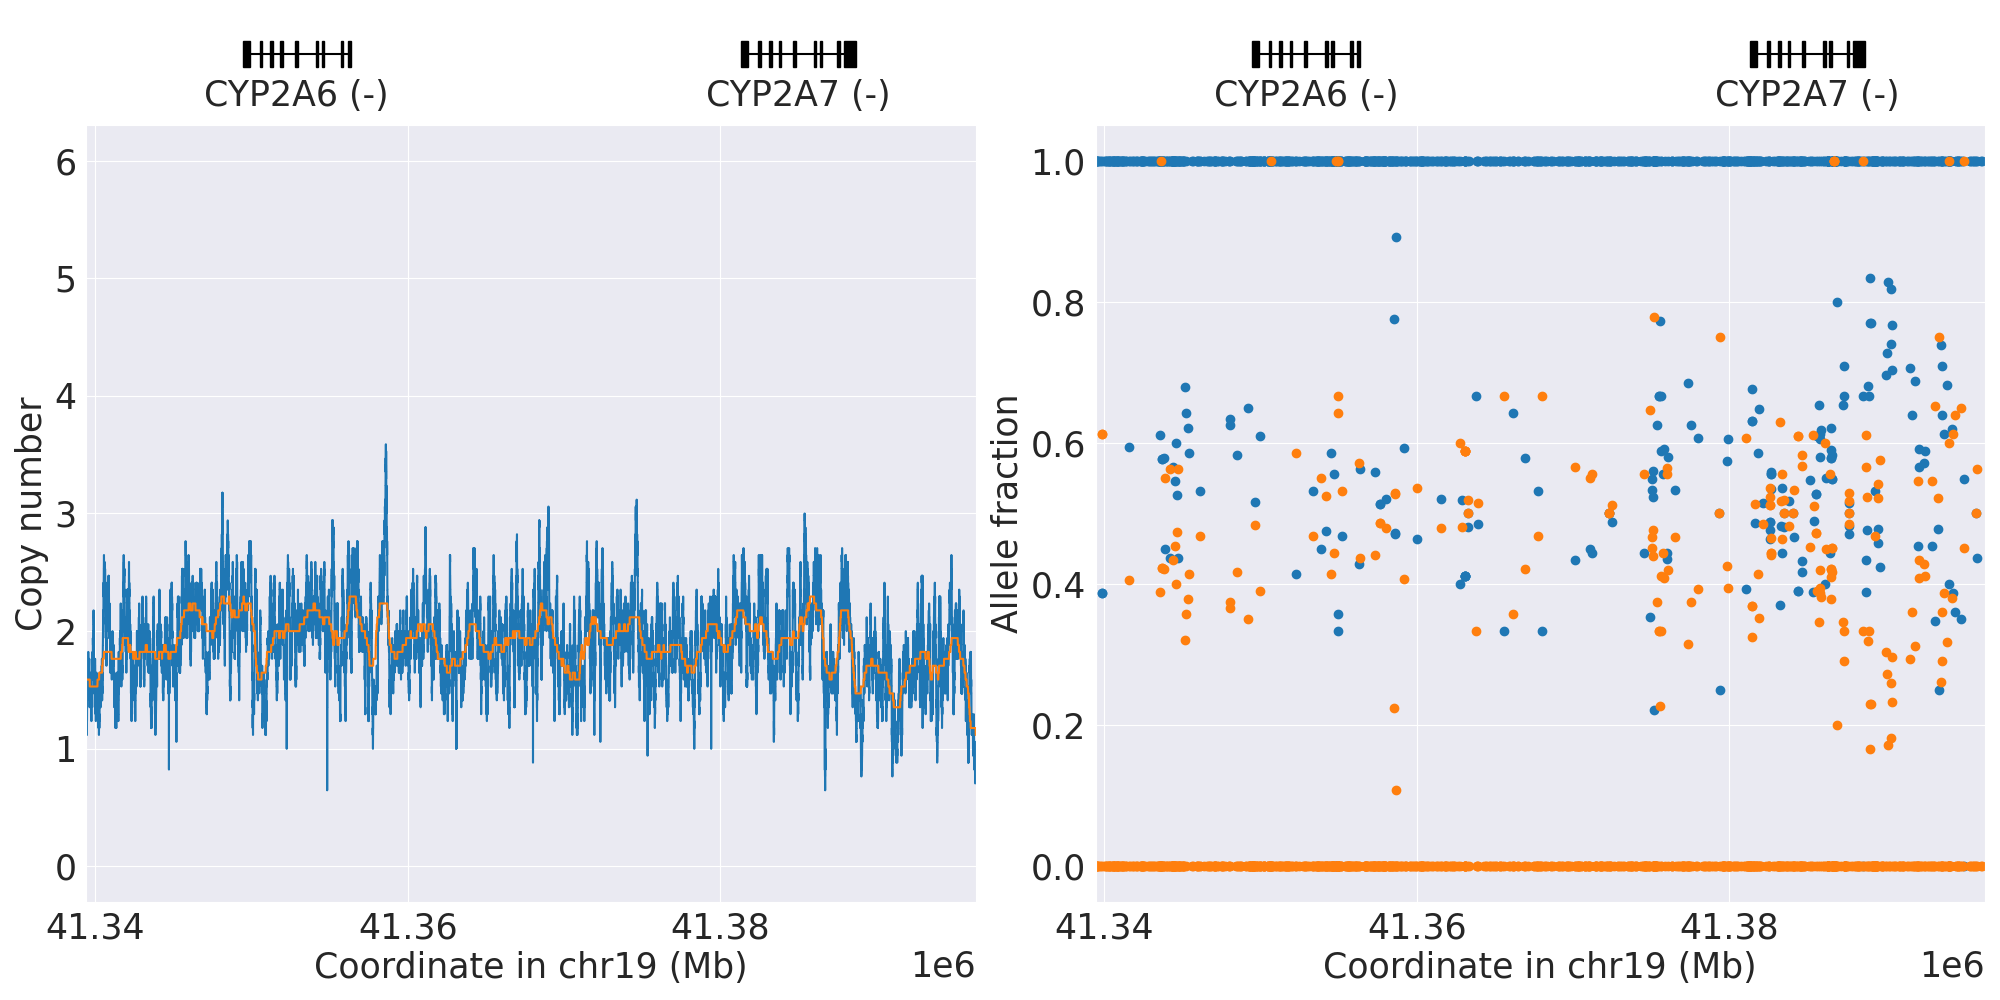 CYP2A6 (-)
CYP2A7 (-)
Copy number
6
5
4
3
2
1
0
41.34
41.36
41.38
Coordinate in chr19 (Mb)
1e6
CYP2A6 (-)
CYP2A7 (-)
Allele fraction
1.0
0.8
0.6
0.4
0.2
0.0
41.34
41.36
41.38
Coordinate in chr19 (Mb)
1e6